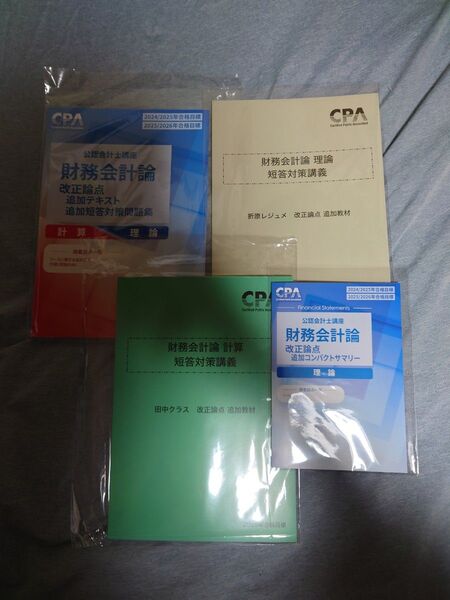 CPA
2024/2025年合格目標
2025/2026年合格目標
公認会計士講座
財務会計論
改正論点
追加テキスト
追加短答対策問題集
計算
理論
CPA
Certified Public Accountant
財務会計論 理論
短答対策講義
折原レジュメ 改正論点 追加教材
CPA
Certified Public Accountant
財務会計論 計算
短答対策講義
田中クラス 改正論点 追加教材
CPA
2024/2025年合格目標
2025/2026年合格目標
Financial Statements
公認会計士講座
財務会計論
改正論点
追加コンパクトサマリー
理論